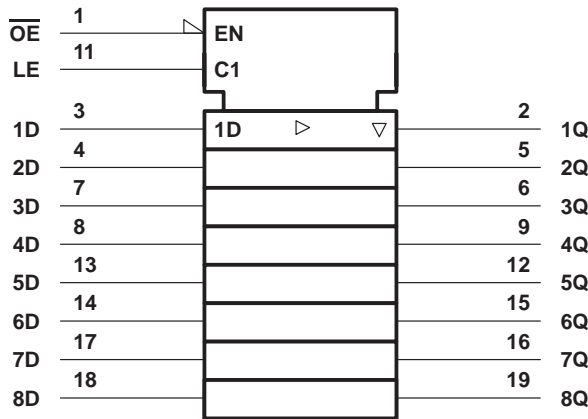 OE 1 EN
LE 11 C1
1D 3 1D 2 1Q
2D 4 5 2Q
3D 7 6 3Q
4D 8 9 4Q
5D 13 12 5Q
6D 14 15 6Q
7D 17 16 7Q
8D 18 19 8Q